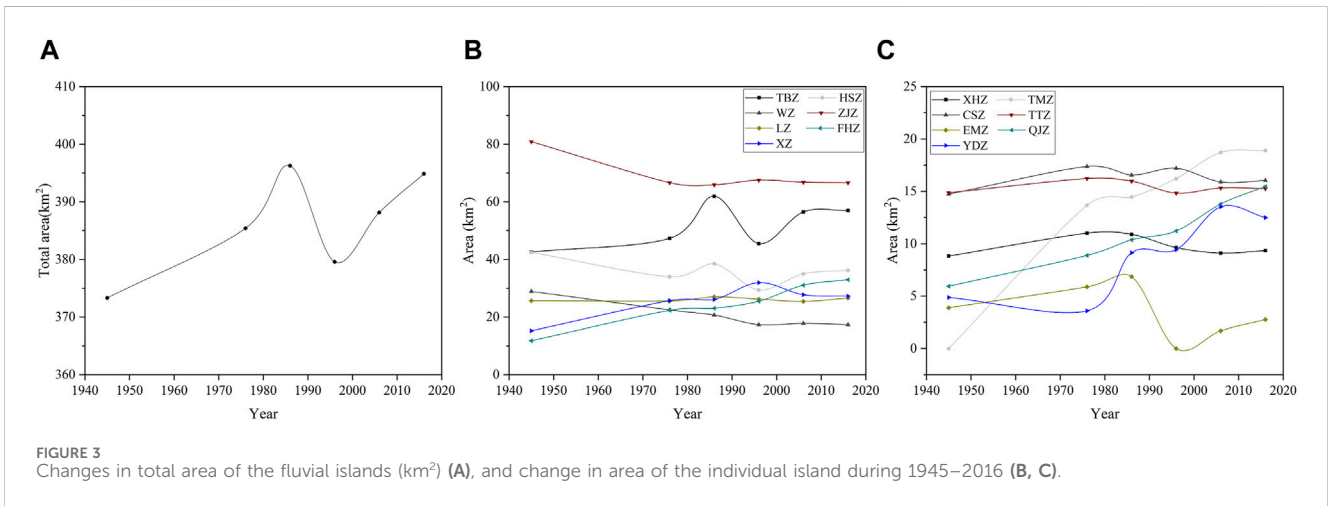 A
B
C
410
400
390
380
370
360
Total area(km²)
1940 1950 1960 1970 1980 1990 2000 2010 2020
Year
100
80
60
40
20
0
Area (km²)
TBZ HSZ
WZ ZJZ
LZ FHZ
XZ
1940 1950 1960 1970 1980 1990 2000 2010 2020
Year
25
20
15
10
5
0
Area (km²)
XHZ TMZ
CSZ TTZ
EMZ QJZ
YDZ
1940 1950 1960 1970 1980 1990 2000 2010 2020
Year
FIGURE 3
Changes in total area of the fluvial islands (km²) (A), and change in area of the individual island during 1945–2016 (B, C).